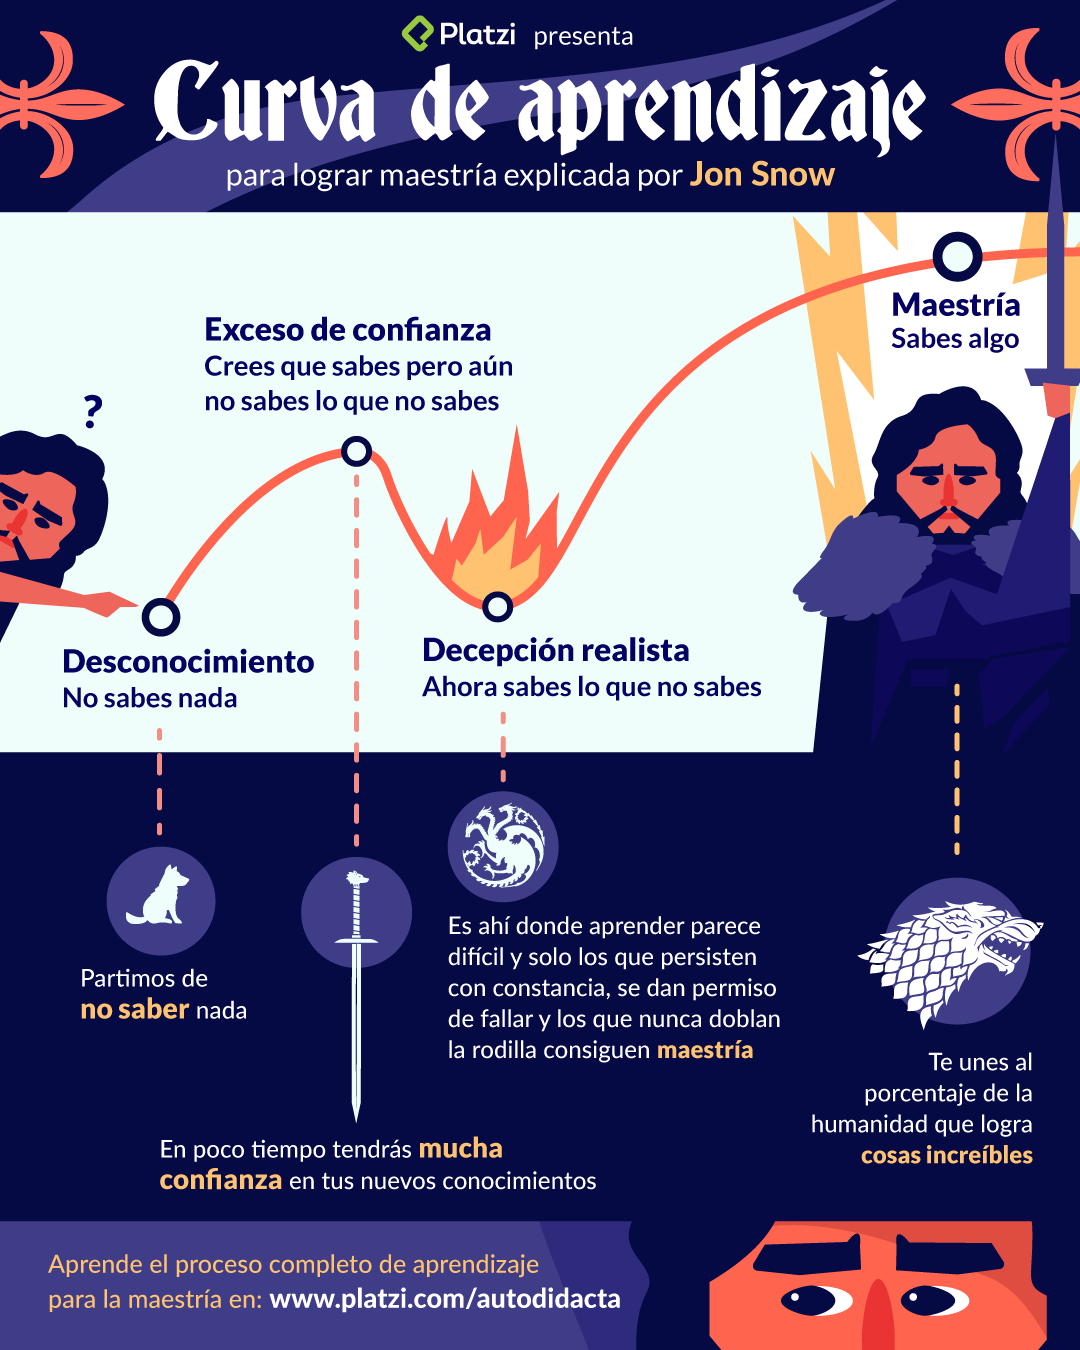 Platzi presenta
Curva de aprendizaje
para lograr maestría explicada por Jon Snow
Maestría
Sabes algo
Exceso de confianza
Crees que sabes pero aún
no sabes lo que no sabes
?
Desconocimiento
No sabes nada
Decepción realista
Ahora sabes lo que no sabes
Partimos de
no saber nada
En poco tiempo tendrás mucha
confianza en tus nuevos conocimientos
Es ahí donde aprender parece
difícil y solo los que persisten
con constancia, se dan permiso
de fallar y los que nunca doblan
la rodilla consiguen maestría
Te unes al
porcentaje de la
humanidad que logra
cosas increíbles
Aprende el proceso completo de aprendizaje
para la maestría en: www.platzi.com/autodidacta